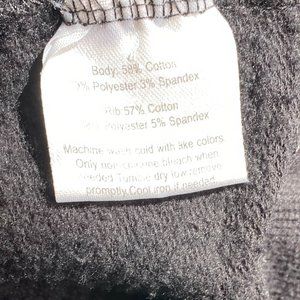 Body: 58% Cotton
% Polyester 3% Spandex
Rib 57% Cotton
Polyester 5% Spandex
Machine wash cold with like colors.
Only non-chlorine bleach when
needed Tumble dry low, remove
promptly. Cool iron if needed.